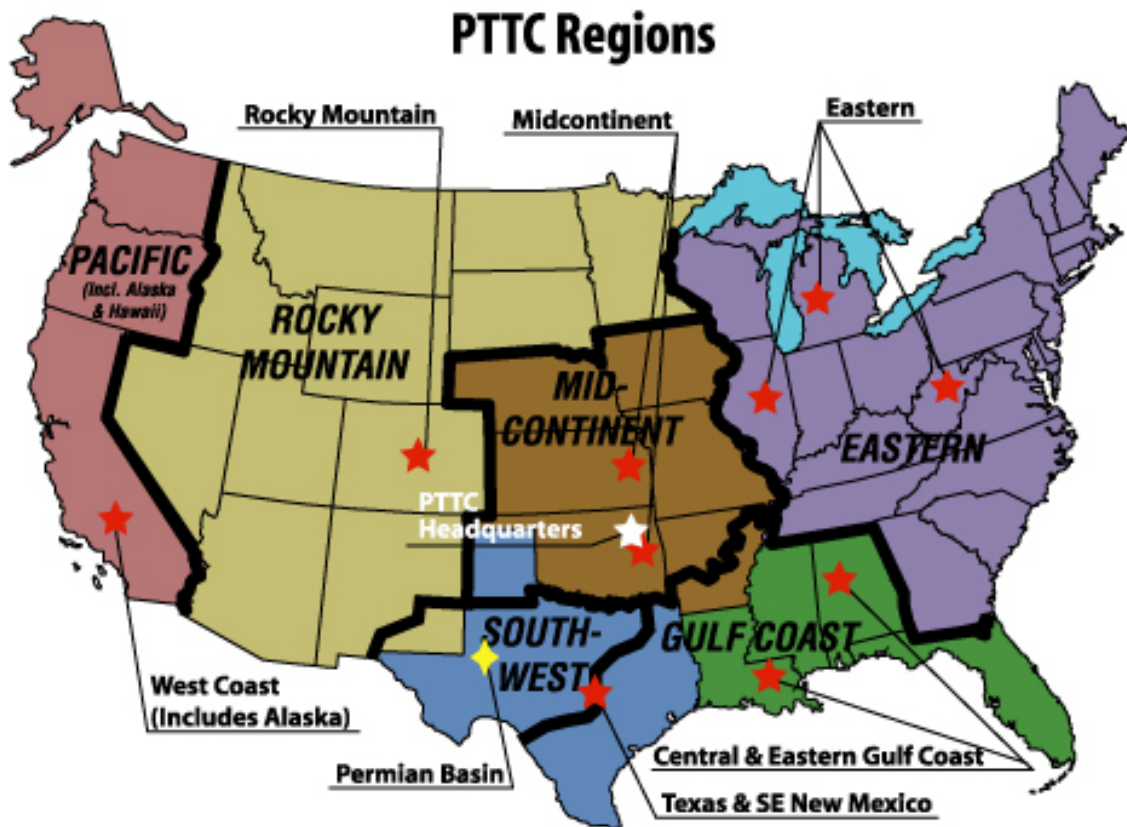 PTTC Regions
Rocky Mountain
Midcontinent
Eastern
PACIFIC
(Incl. Alaska
& Hawaii)
ROCKY
MOUNTAIN
MID-
CONTINENT
EASTERN
PTTC
Headquarters
SOUTH-
WEST
GULF COAST
West Coast
(Includes Alaska)
Permian Basin
Central & Eastern Gulf Coast
Texas & SE New Mexico